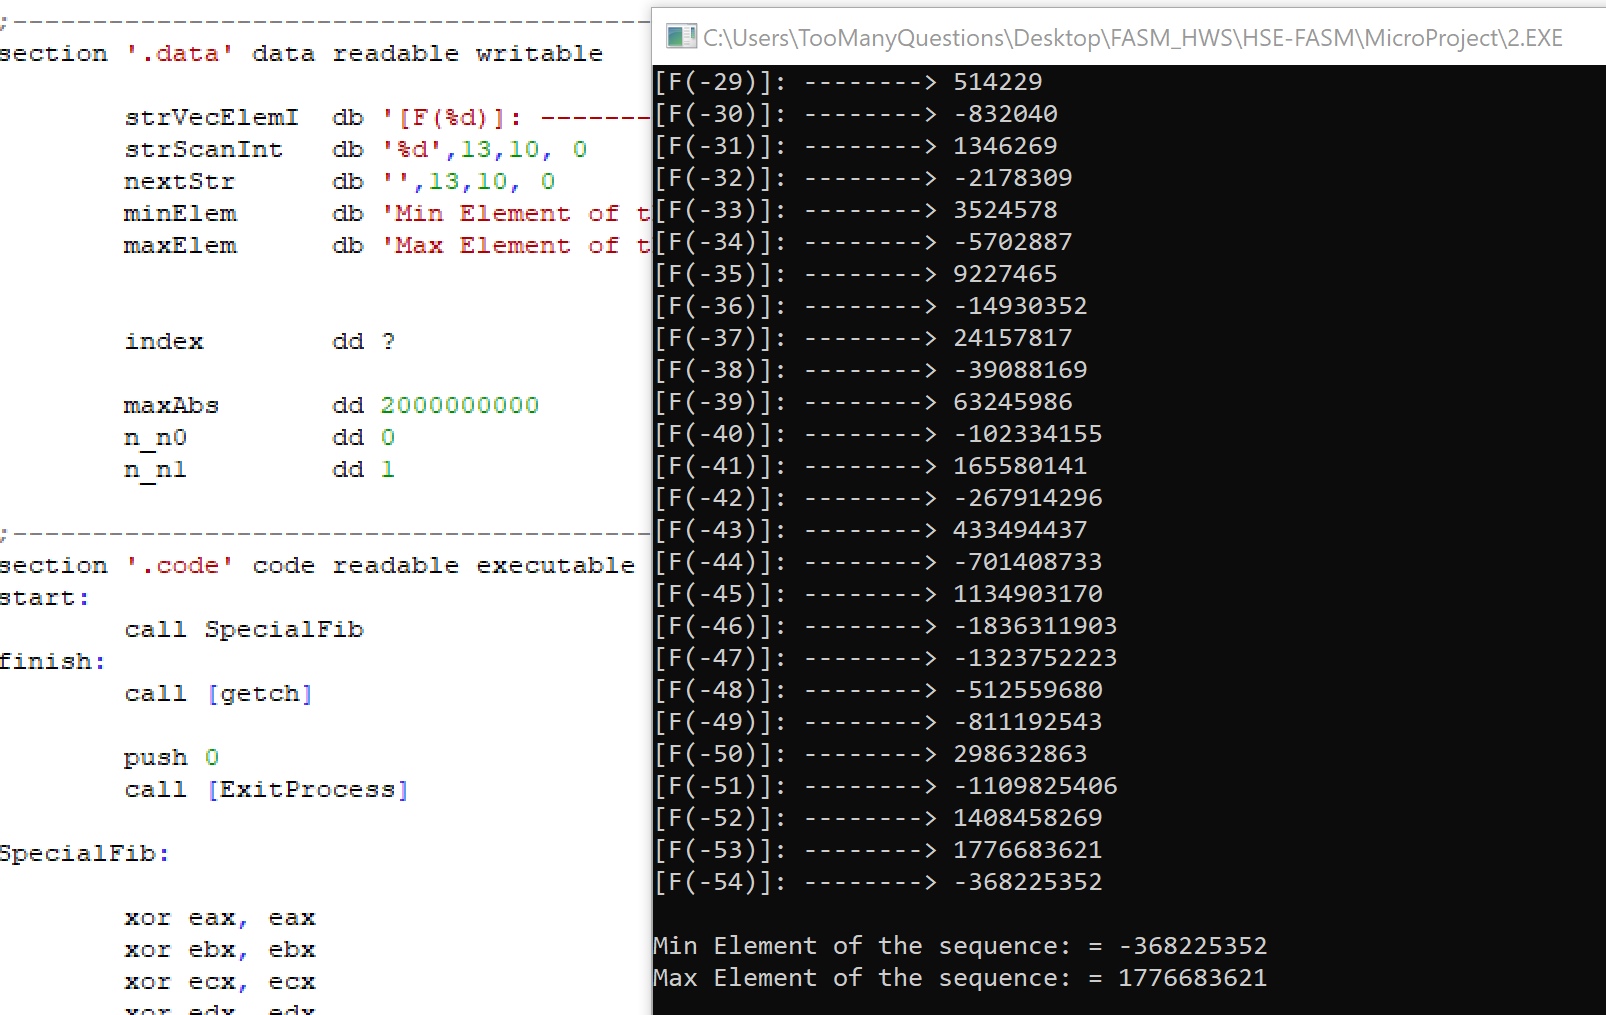 ;----------------------------------------
section '.data' data readable writable
strVecElemI db '[F(%d)]: -------
strScanInt db '%d',13,10, 0
nextStr db '',13,10, 0
minElem db 'Min Element of t
maxElem db 'Max Element of t
index dd ?
maxAbs dd 2000000000
n_n0 dd 0
n_n1 dd 1
;----------------------------------------
section '.code' code readable executable
start:
call SpecialFib
finish:
call [getch]
push 0
call [ExitProcess]
SpecialFib:
xor eax, eax
xor ebx, ebx
xor ecx, ecx
xor edx, edx
C:\Users\TooManyQuestions\Desktop\FASM_HWS\HSE-FASM\MicroProject\2.EXE
[F(-29)]: --------> 514229
[F(-30)]: --------> -832040
[F(-31)]: --------> 1346269
[F(-32)]: --------> -2178309
[F(-33)]: --------> 3524578
[F(-34)]: --------> -5702887
[F(-35)]: --------> 9227465
[F(-36)]: --------> -14930352
[F(-37)]: --------> 24157817
[F(-38)]: --------> -39088169
[F(-39)]: --------> 63245986
[F(-40)]: --------> -102334155
[F(-41)]: --------> 165580141
[F(-42)]: --------> -267914296
[F(-43)]: --------> 433494437
[F(-44)]: --------> -701408733
[F(-45)]: --------> 1134903170
[F(-46)]: --------> -1836311903
[F(-47)]: --------> -1323752223
[F(-48)]: --------> -512559680
[F(-49)]: --------> -811192543
[F(-50)]: --------> 298632863
[F(-51)]: --------> -1109825406
[F(-52)]: --------> 1408458269
[F(-53)]: --------> 1776683621
[F(-54)]: --------> -368225352
Min Element of the sequence: = -368225352
Max Element of the sequence: = 1776683621